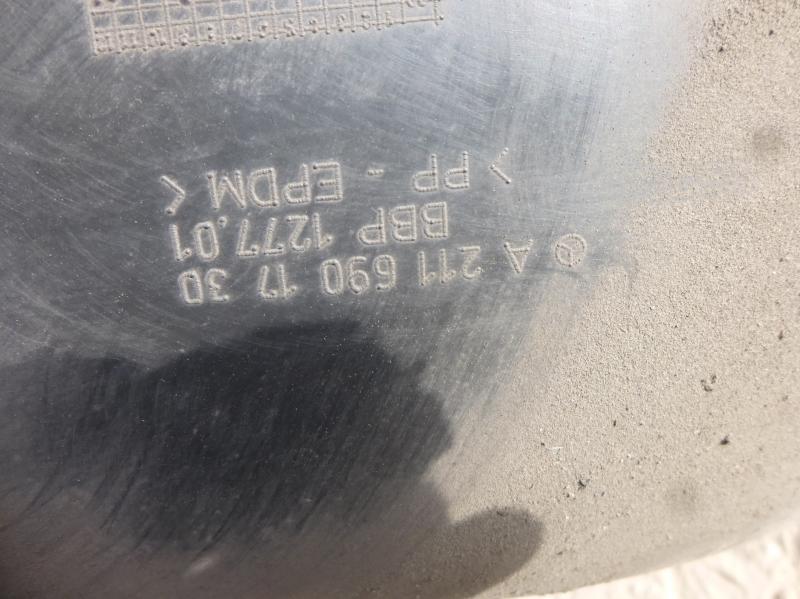 A 211 690 17 30
BBP 1277.01
> PP - EPDM <